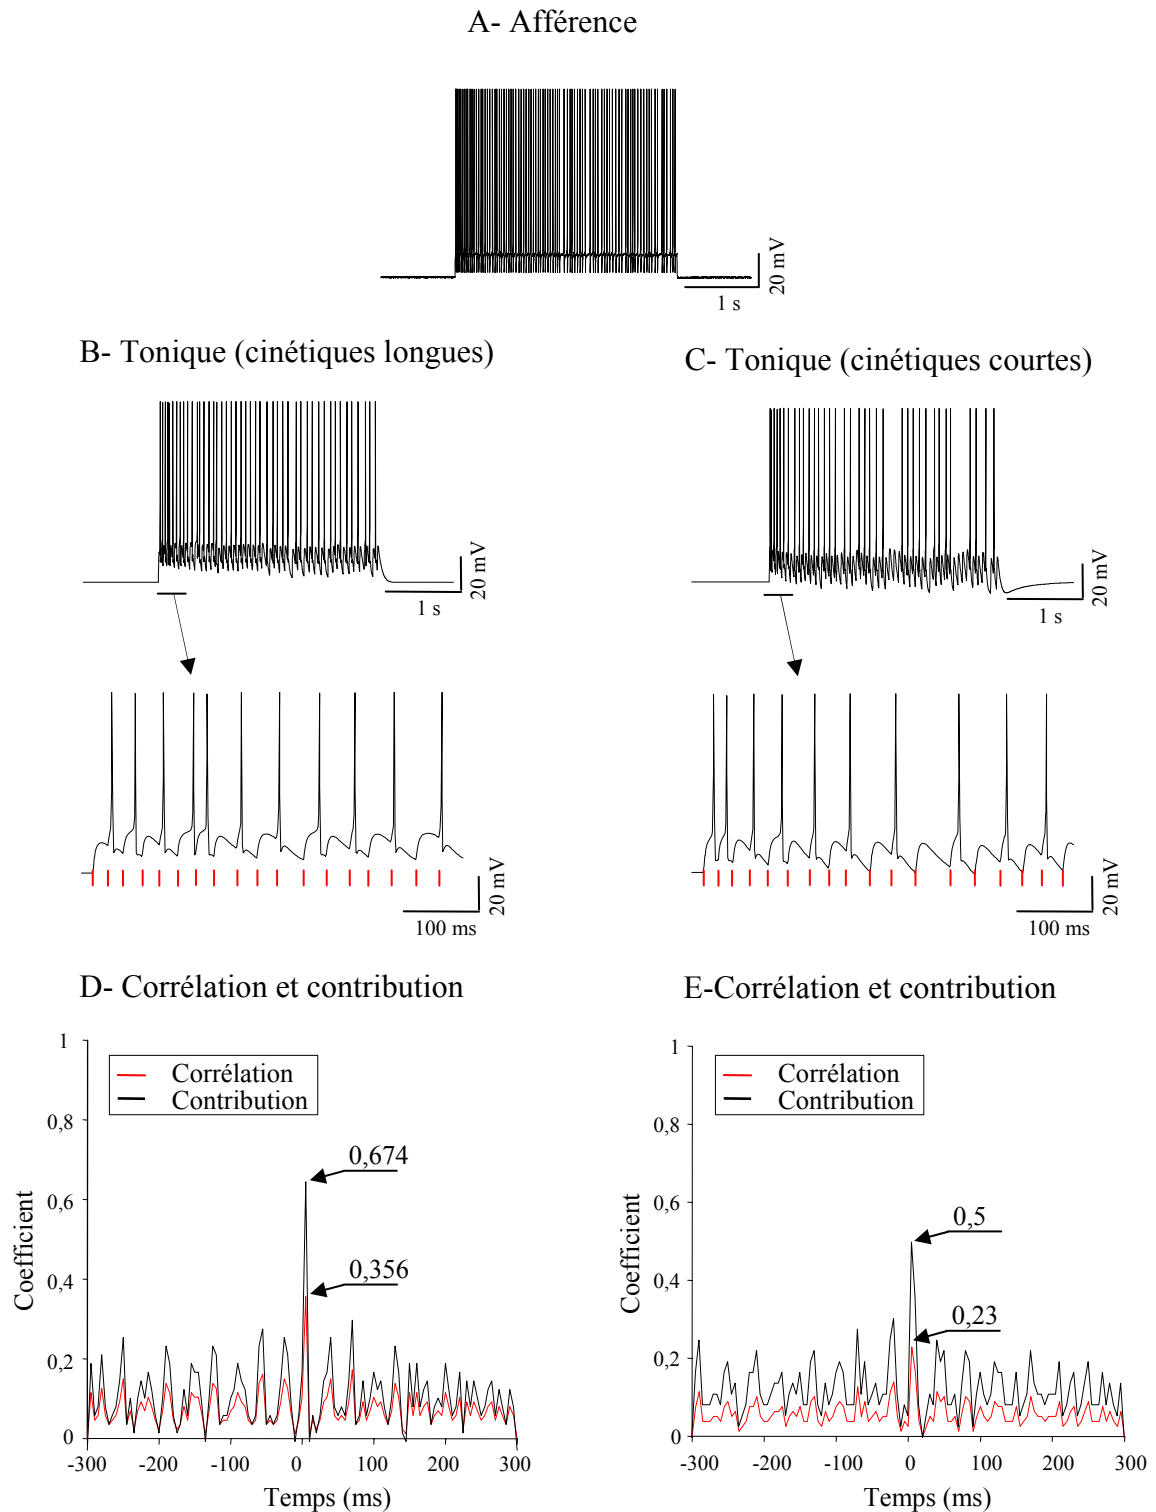 A- Afférence
20 mV
1 s
B- Tonique (cinétiques longues)
C- Tonique (cinétiques courtes)
20 mV
1 s
20 mV
1 s
20 mV
100 ms
20 mV
100 ms
D- Corrélation et contribution
E-Corrélation et contribution
1
0,8
0,6
0,4
0,2
0
Coefficient
Corrélation
Contribution
0,674
0,356
-300 -200 -100 0 100 200 300
Temps (ms)
1
0,8
0,6
0,4
0,2
0
Coefficient
Corrélation
Contribution
0,5
0,23
-300 -200 -100 0 100 200 300
Temps (ms)